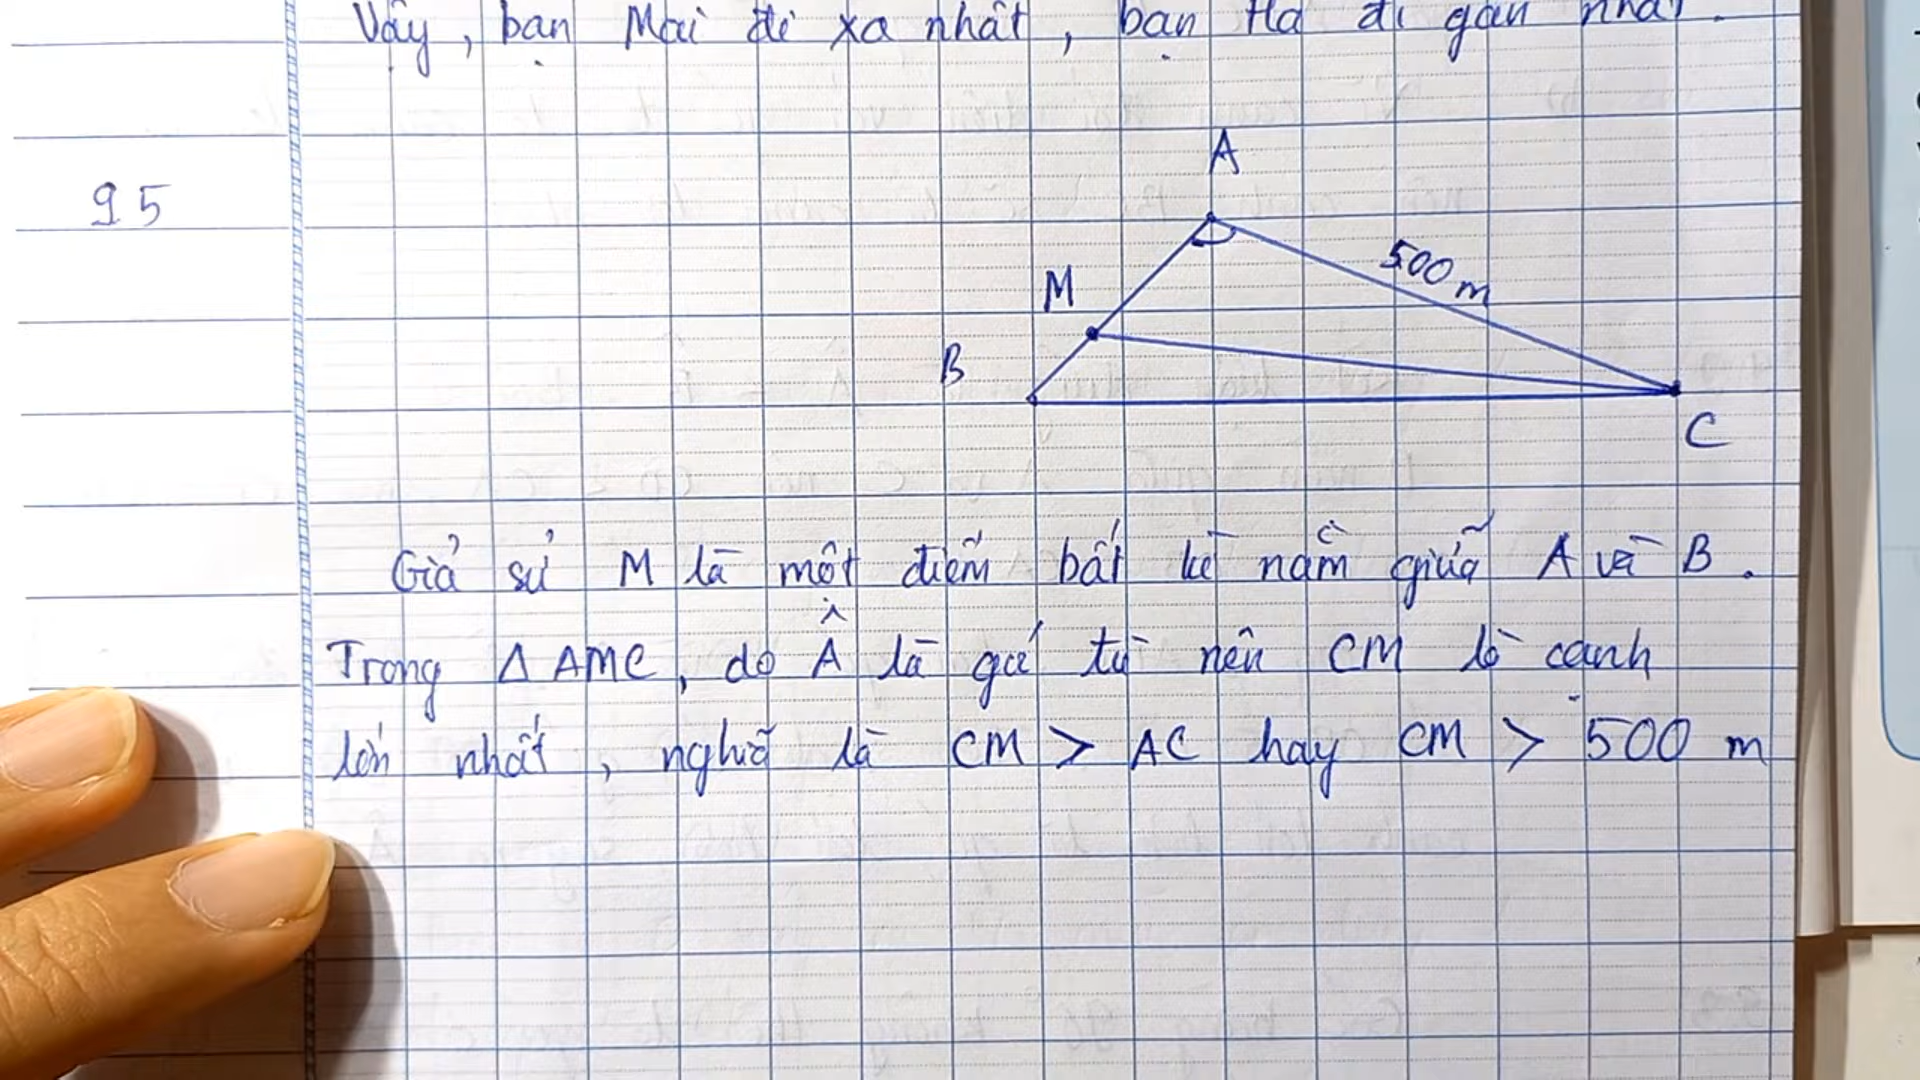 Vậy, bạn Mai đi xa nhất, bạn Hà đi gần nhất.
95
A
500 m
M
B
C
Giả sử M là một điểm bất kì nằm giữa A và B.
Trong Δ AMC, do Â là góc tù nên CM là cạnh
lớn nhất, nghĩa là CM > AC hay CM > 500 m